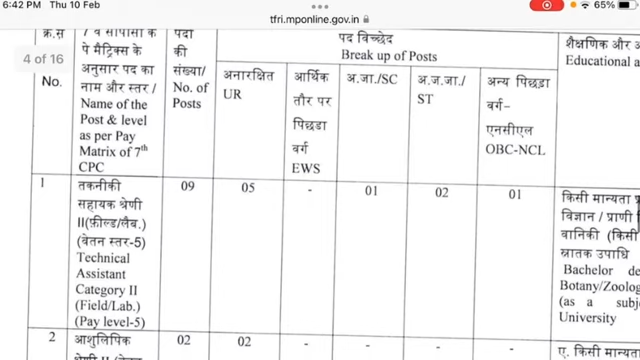 6:42 PM Thu 10 Feb
tfri.mponline.gov.in
65%
4 of 16
क्र.स
No.
/ व सीपीसी के
पे मैट्रिक्स के
अनुसार पद का
नाम और स्तर /
Name of the
Post & level
as per Pay
Matrix of 7th
CPC
पदों
की
संख्या/
No. of
Posts
पद विच्छेद
Break up of Posts
अनारक्षित
UR
आर्थिक
तौर पर
पिछडा
वर्ग
EWS
अ.जा./SC
अ.ज.जा./
ST
अन्य पिछड़ा
वर्ग-
एनसीएल
OBC-NCL
शैक्षणिक और अ
Educational a
1
तकनीकी
सहायक श्रेणी
II(फ़ील्ड/लैब.)
(वेतन स्तर-5)
Technical
Assistant
Category II
(Field/Lab.)
(Pay level-5)
09
05
-
01
02
01
किसी मान्यता प्र
विज्ञान / प्राणी
वानिकी (किसी
स्नातक उपाधि
Bachelor de
Botany/Zoolog
(as a subj
University
2
आशुलिपिक
02
02
-
-
-
-
ए. किसी मान्यता